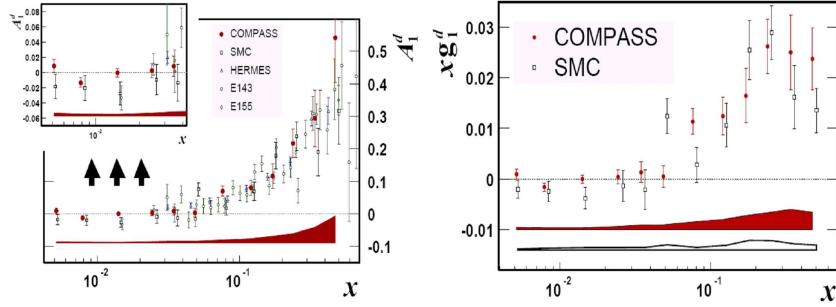 A₁ᵈ
0.08
0.06
0.04
0.02
0
-0.02
-0.04
-0.06
10⁻²
x
COMPASS
SMC
HERMES
E143
E155
A₁ᵈ
0.5
0.4
0.3
0.2
0.1
0
-0.1
10⁻²
10⁻¹
x
xg₁ᵈ
0.03
0.02
0.01
0
-0.01
COMPASS
SMC
10⁻²
10⁻¹
x